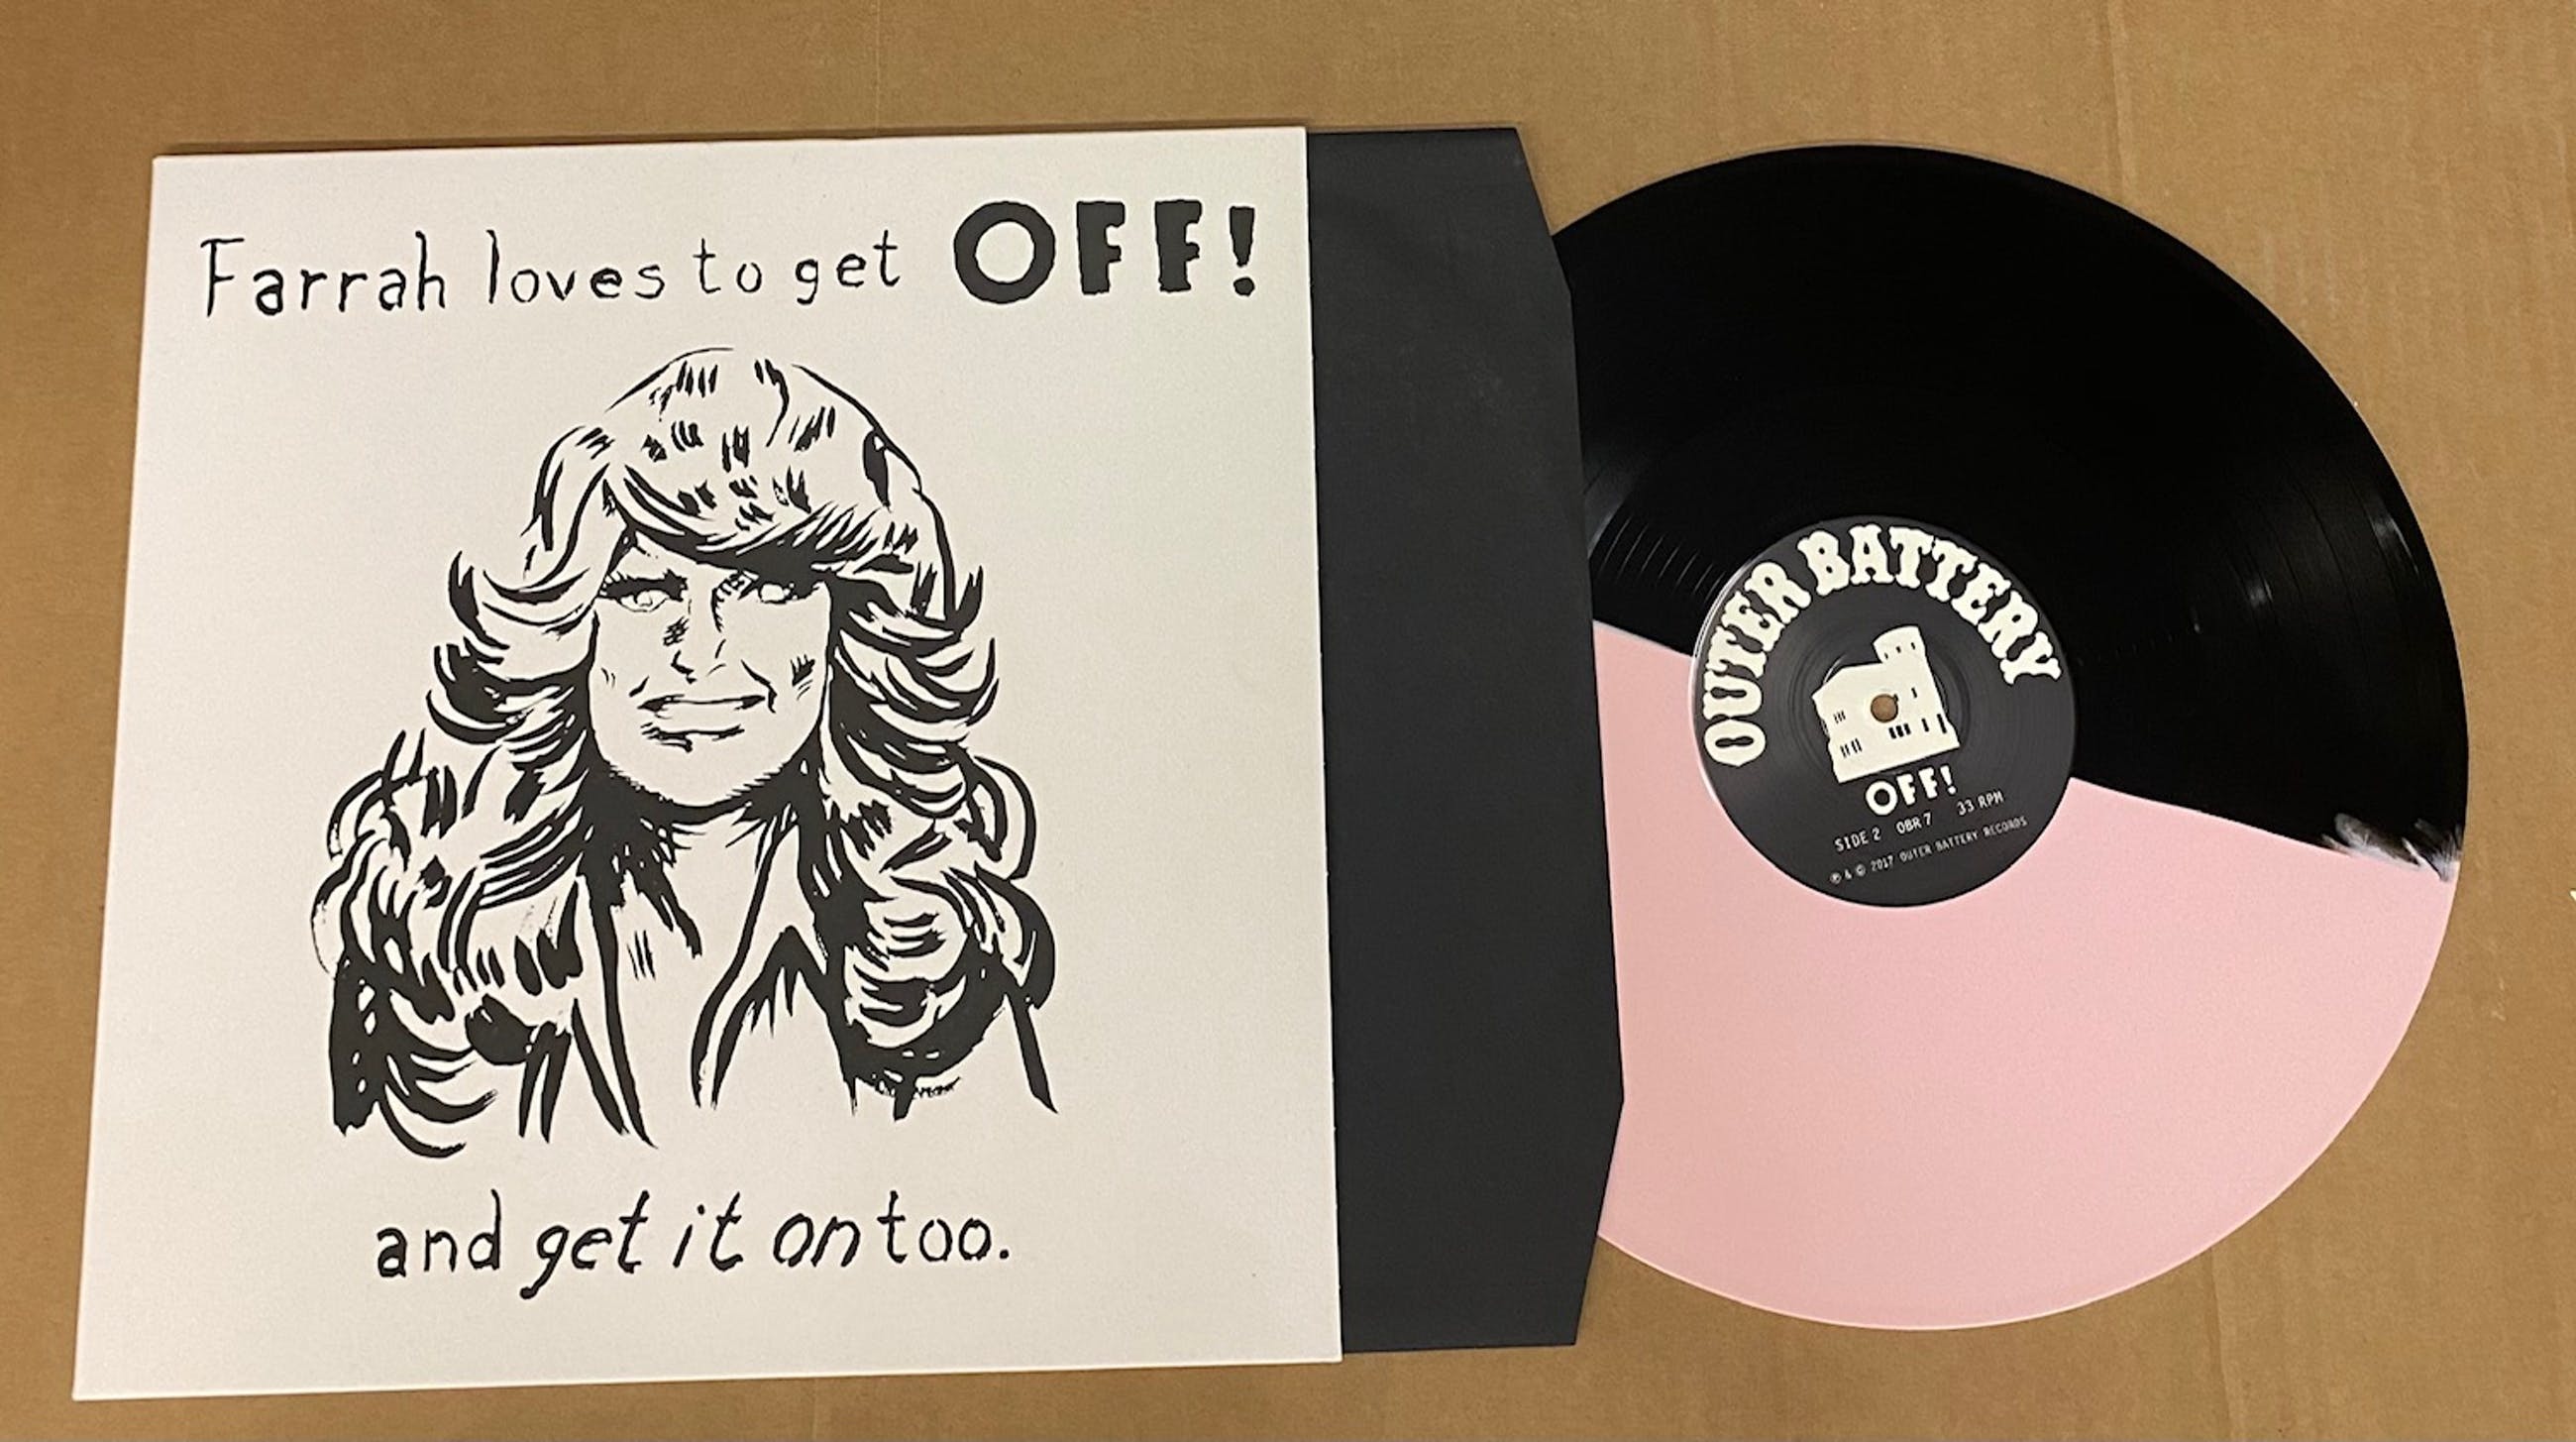 Farrah loves to get OFF!
and get it on too.
OUTER BATTERY
OFF!
SIDE 2 OBR 7 33 RPM
℗ & © 2017 OUTER BATTERY RECORDS